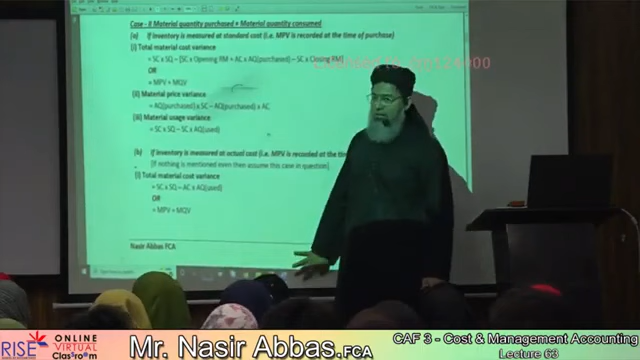 Case - II Material quantity purchased ≠ Material quantity consumed
(a) If inventory is measured at standard cost (i.e. MPV is recorded at the time of purchase)
(i) Total material cost variance
= SC x SQ – [SC x Opening RM + AC x AQ(purchased) – SC x Closing RM]
OR
= MPV + MQV
(ii) Material price variance
= AQ(purchased) x SC – AQ(purchased) x AC
(iii) Material usage variance
= SC x SQ – SC x AQ(used)
(b) If inventory is measured at actual cost (i.e. MPV is recorded at the time
[If nothing is mentioned even then assume this case in question]
(i) Total material cost variance
= SC x SQ – AC x AQ(used)
OR
= MPV + MQV
Nasir Abbas FCA
RISE ONLINE VIRTUAL Classroom
Mr. Nasir Abbas.FCA
CAF 3 - Cost & Management Accounting
Lecture 63